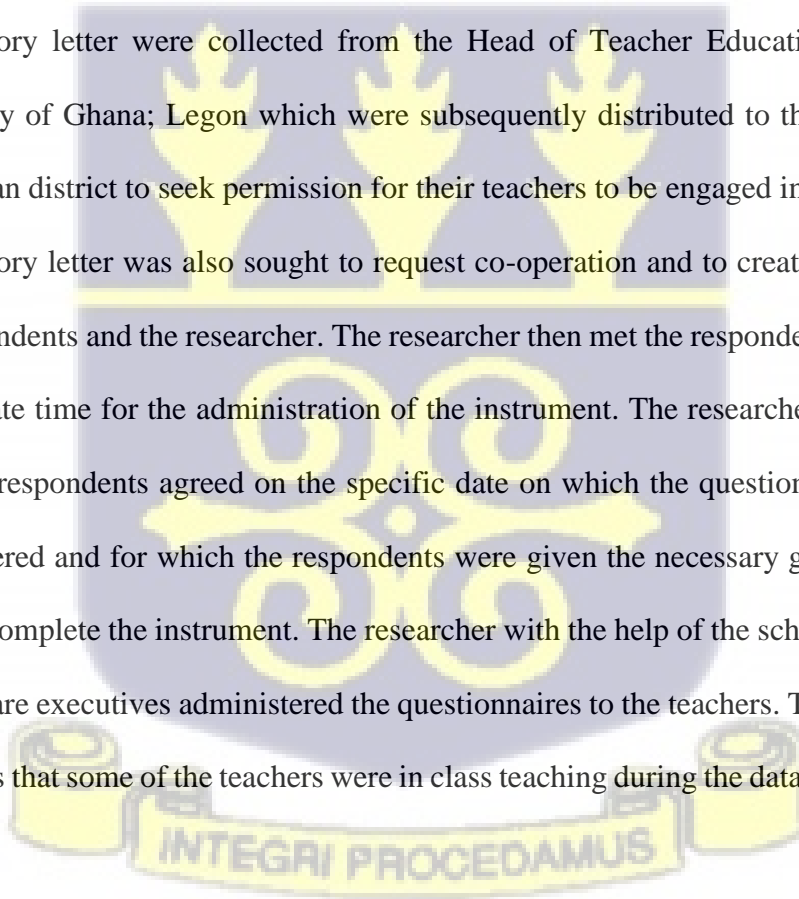 ory letter were collected from the Head of Teacher Educati
y of Ghana; Legon which were subsequently distributed to th
an district to seek permission for their teachers to be engaged in
ory letter was also sought to request co-operation and to creat
ndents and the researcher. The researcher then met the responde
ate time for the administration of the instrument. The researche
respondents agreed on the specific date on which the question
ered and for which the respondents were given the necessary g
omplete the instrument. The researcher with the help of the sch
are executives administered the questionnaires to the teachers. T
s that some of the teachers were in class teaching during the data
INTEGRI PROCEDAMUS